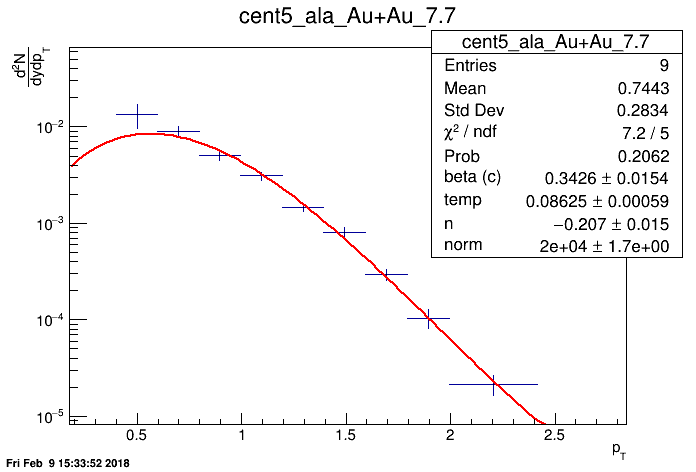 cent5_ala_Au+Au_7.7
d²N
dydp_T
cent5_ala_Au+Au_7.7
Entries 9
Mean 0.7443
Std Dev 0.2834
χ² / ndf 7.2 / 5
Prob 0.2062
beta (c) 0.3426 ± 0.0154
temp 0.08625 ± 0.00059
n −0.207 ± 0.015
norm 2e+04 ± 1.7e+00
10⁻²
10⁻³
10⁻⁴
10⁻⁵
0.5 1 1.5 2 2.5
p_T
Fri Feb 9 15:33:52 2018